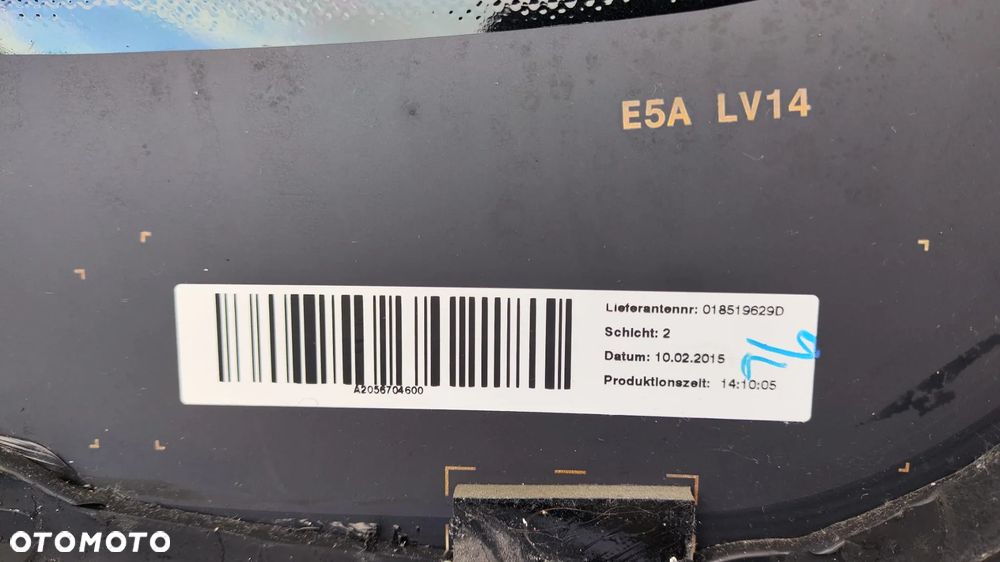 E5A LV14
Lieferantennr: 018519629D
Schicht: 2
Datum: 10.02.2015
Produktionszeit: 14:10:05
A2056704600
OTOMOTO